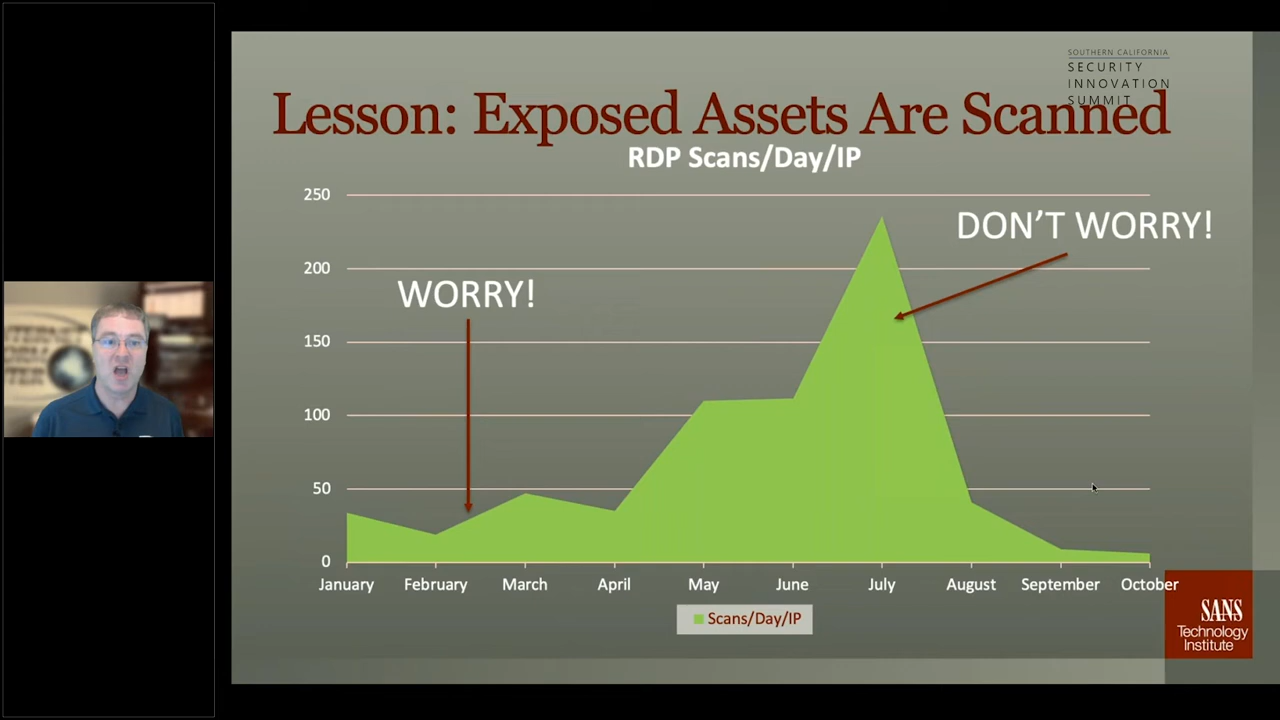 SOUTHERN CALIFORNIA
SECURITY
INNOVATION
SUMMIT
Lesson: Exposed Assets Are Scanned
RDP Scans/Day/IP
250
200
150
100
50
0
WORRY!
DON'T WORRY!
January February March April May June July August September October
Scans/Day/IP
SANS
Technology
Institute